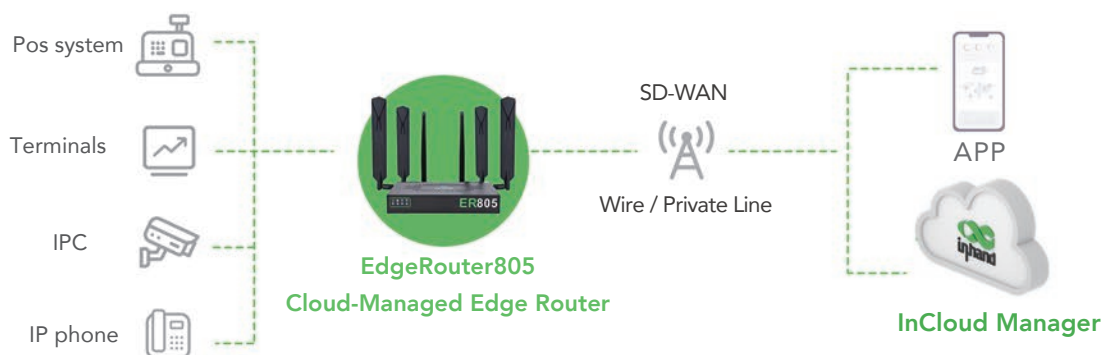 Pos system
Terminals
IPC
IP phone
ER805
EdgeRouter805
Cloud-Managed Edge Router
SD-WAN
Wire / Private Line
APP
inhand
InCloud Manager